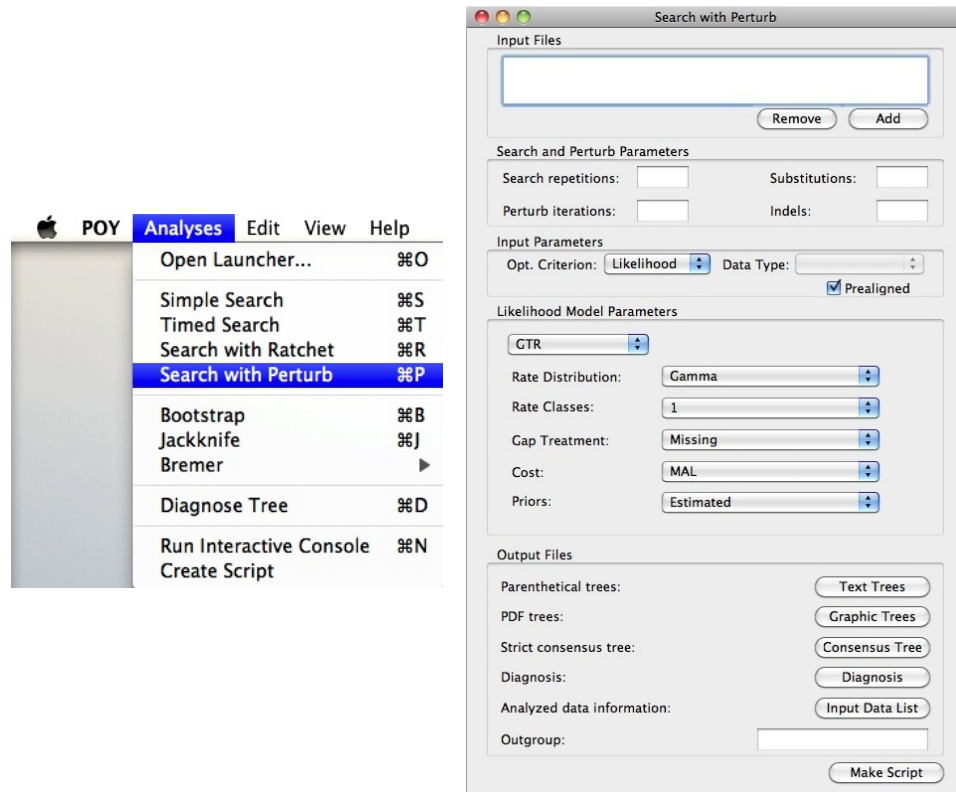 POY Analyses Edit View Help
Open Launcher... ⌘O
Simple Search ⌘S
Timed Search ⌘T
Search with Ratchet ⌘R
Search with Perturb ⌘P
Bootstrap ⌘B
Jackknife ⌘J
Bremer ▶
Diagnose Tree ⌘D
Run Interactive Console ⌘N
Create Script
Search with Perturb
Input Files
Remove Add
Search and Perturb Parameters
Search repetitions: Substitutions:
Perturb iterations: Indels:
Input Parameters
Opt. Criterion: Likelihood Data Type:
Prealigned
Likelihood Model Parameters
GTR
Rate Distribution: Gamma
Rate Classes: 1
Gap Treatment: Missing
Cost: MAL
Priors: Estimated
Output Files
Parenthetical trees: Text Trees
PDF trees: Graphic Trees
Strict consensus tree: Consensus Tree
Diagnosis: Diagnosis
Analyzed data information: Input Data List
Outgroup:
Make Script